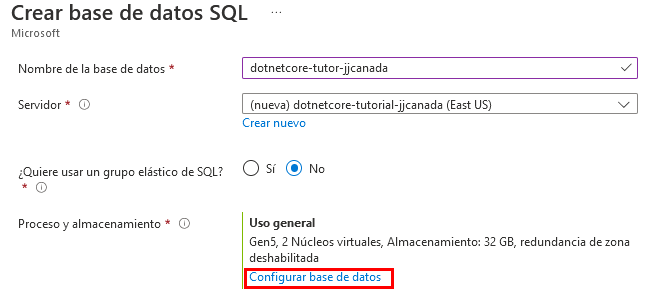 Crear base de datos SQL ...
Microsoft
Nombre de la base de datos * dotnetcore-tutor-jjcanada
Servidor * (nueva) dotnetcore-tutorial-jjcanada (East US)
Crear nuevo
¿Quiere usar un grupo elástico de SQL? * Sí No
Proceso y almacenamiento * Uso general
Gen5, 2 Núcleos virtuales, Almacenamiento: 32 GB, redundancia de zona
deshabilitada
Configurar base de datos